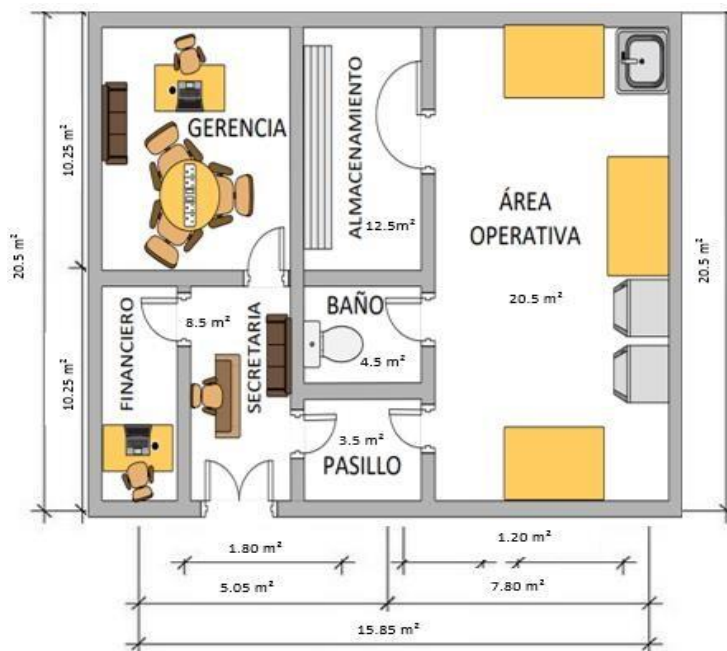 20.5 m²
10.25 m²
10.25 m²
GERENCIA
ALMACENAMIENTO
12.5m²
ÁREA
OPERATIVA
20.5 m²
20.5 m²
FINANCIERO
8.5 m²
SECRETARIA
BAÑO
4.5 m²
3.5 m²
PASILLO
1.80 m²
1.20 m²
5.05 m²
7.80 m²
15.85 m²